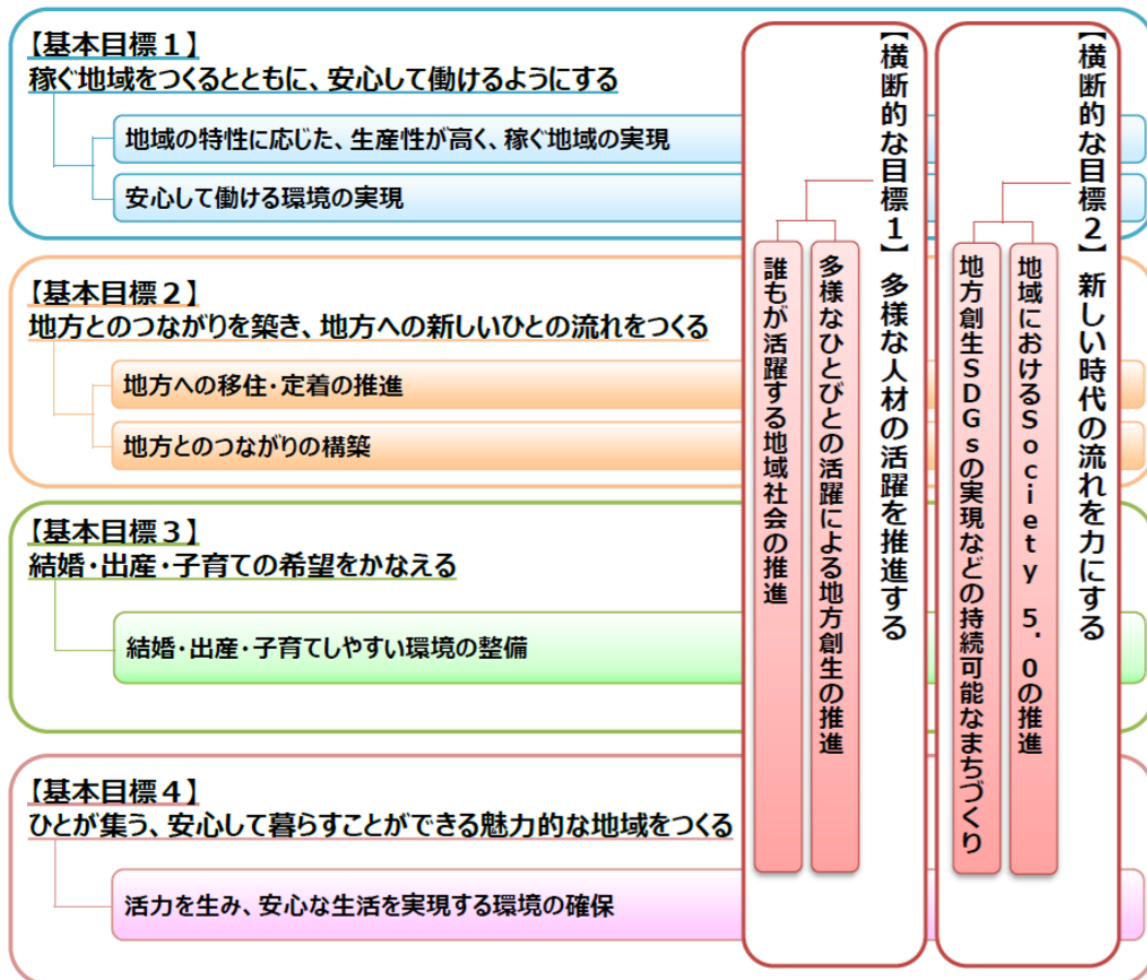 【基本目標１】
稼ぐ地域をつくるとともに、安心して働けるようにする
地域の特性に応じた、生産性が高く、稼ぐ地域の実現
安心して働ける環境の実現
【基本目標２】
地方とのつながりを築き、地方への新しいひとの流れをつくる
地方への移住・定着の推進
地方とのつながりの構築
【基本目標３】
結婚・出産・子育ての希望をかなえる
結婚・出産・子育てしやすい環境の整備
【基本目標４】
ひとが集う、安心して暮らすことができる魅力的な地域をつくる
活力を生み、安心な生活を実現する環境の確保
【横断的な目標１】多様な人材の活躍を推進する
多様なひとびとの活躍による地方創生の推進
誰もが活躍する地域社会の推進
【横断的な目標２】新しい時代の流れを力にする
地域におけるSociety ５．０の推進
地方創生SDGsの実現などの持続可能なまちづくり